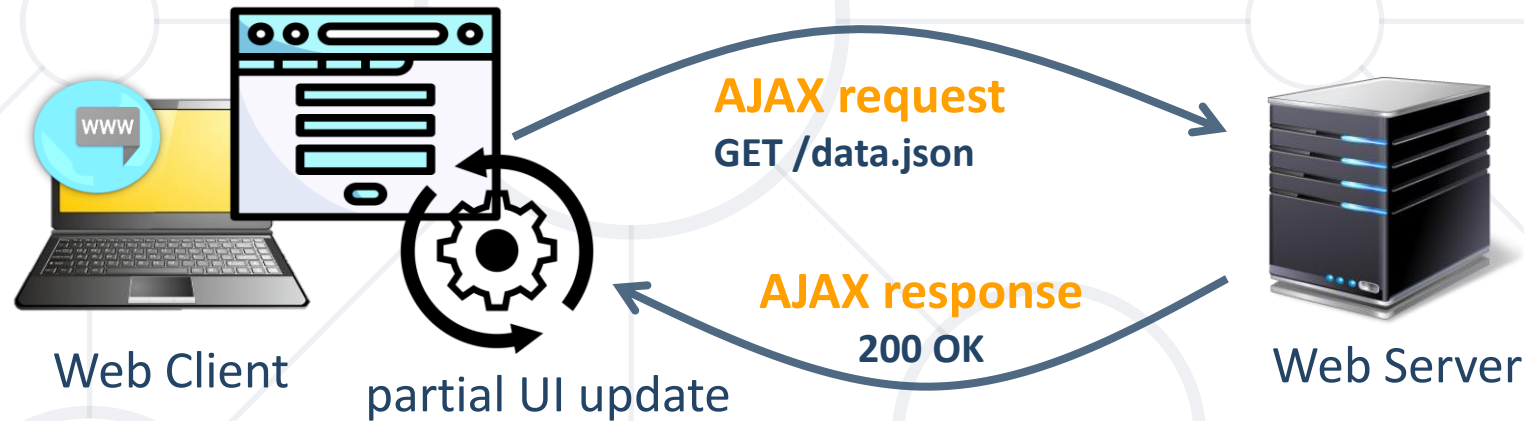 WWW
AJAX request
GET /data.json
AJAX response
200 OK
Web Client
partial UI update
Web Server